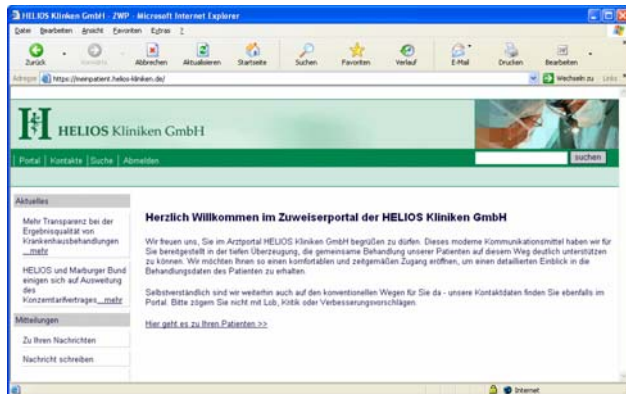 HELIOS Kliniken GmbH - ZWP - Microsoft Internet Explorer
Datei Bearbeiten Ansicht Favoriten Extras ?
Zurück Vorwärts Abbrechen Aktualisieren Startseite Suchen Favoriten Verlauf E-Mail Drucken Bearbeiten
Adresse https://meinpatient.helios-kliniken.de/ Wechseln zu Links
HELIOS Kliniken GmbH
Portal | Kontakte | Suche | Abmelden suchen
Aktuelles
Mehr Transparenz bei der
Ergebnisqualität von
Krankenhausbehandlungen
...mehr
HELIOS und Marburger Bund
einigen sich auf Ausweitung
des
Konzerntarifvertrages...mehr
Mitteilungen
Zu Ihren Nachrichten
Nachricht schreiben
Herzlich Willkommen im Zuweiserportal der HELIOS Kliniken GmbH
Wir freuen uns, Sie im Arztportal HELIOS Kliniken GmbH begrüßen zu dürfen. Dieses moderne Kommunikationsmittel haben wir für
Sie bereitgestellt in der tiefen Überzeugung, die gemeinsame Behandlung unserer Patienten auf diesem Weg deutlich unterstützen
zu können. Wir möchten Ihnen so einen komfortablen und zeitgemäßen Zugang eröffnen, um einen detaillierten Einblick in die
Behandlungsdaten des Patienten zu erhalten.
Selbstverständlich sind wir weiterhin auch auf den konventionellen Wegen für Sie da - unsere Kontaktdaten finden Sie ebenfalls im
Portal. Bitte zögern Sie nicht mit Lob, Kritik oder Verbesserungsvorschlägen.
Hier geht es zu Ihren Patienten >>
Internet